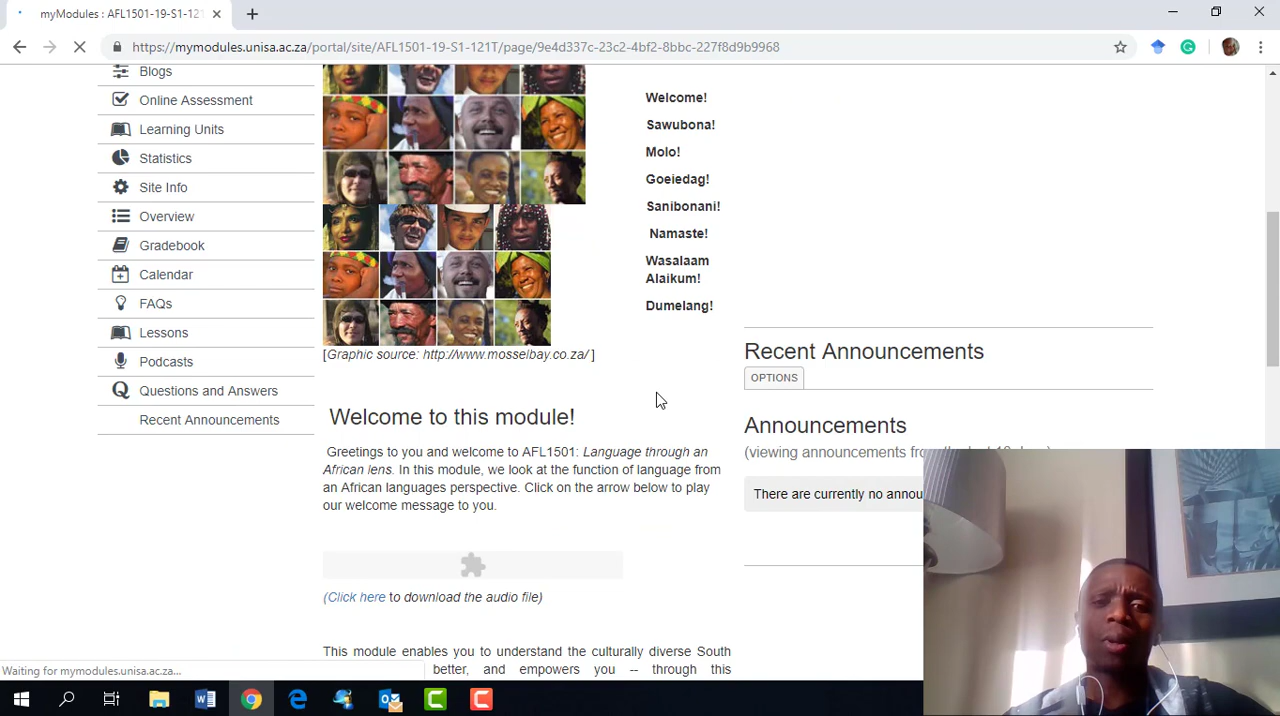 myModules : AFL1501-19-S1-121
https://mymodules.unisa.ac.za/portal/site/AFL1501-19-S1-121T/page/9e4d337c-23c2-4bf2-8bbc-227f8d9b9968
Blogs
Online Assessment
Learning Units
Statistics
Site Info
Overview
Gradebook
Calendar
FAQs
Lessons
Podcasts
Questions and Answers
Recent Announcements
Welcome!
Sawubona!
Molo!
Goeiedag!
Sanibonani!
Namaste!
Wasalaam
Alaikum!
Dumelang!
[Graphic source: http://www.mosselbay.co.za/ ]
Welcome to this module!
Greetings to you and welcome to AFL1501: Language through an
African lens. In this module, we look at the function of language from
an African languages perspective. Click on the arrow below to play
our welcome message to you.
(Click here to download the audio file)
This module enables you to understand the culturally diverse South
better, and empowers you -- through this
Recent Announcements
OPTIONS
Announcements
(viewing announcements
There are currently no annou
Waiting for mymodules.unisa.ac.za...